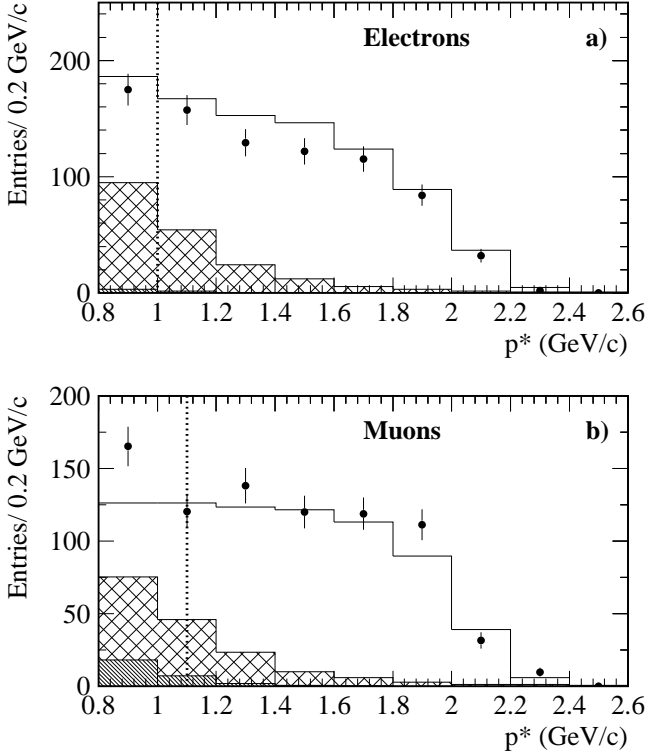 Electrons
a)
Entries/ 0.2 GeV/c
200
100
0
0.8 1 1.2 1.4 1.6 1.8 2 2.2 2.4 2.6
p* (GeV/c)
Muons
b)
Entries/ 0.2 GeV/c
200
150
100
50
0
0.8 1 1.2 1.4 1.6 1.8 2 2.2 2.4 2.6
p* (GeV/c)